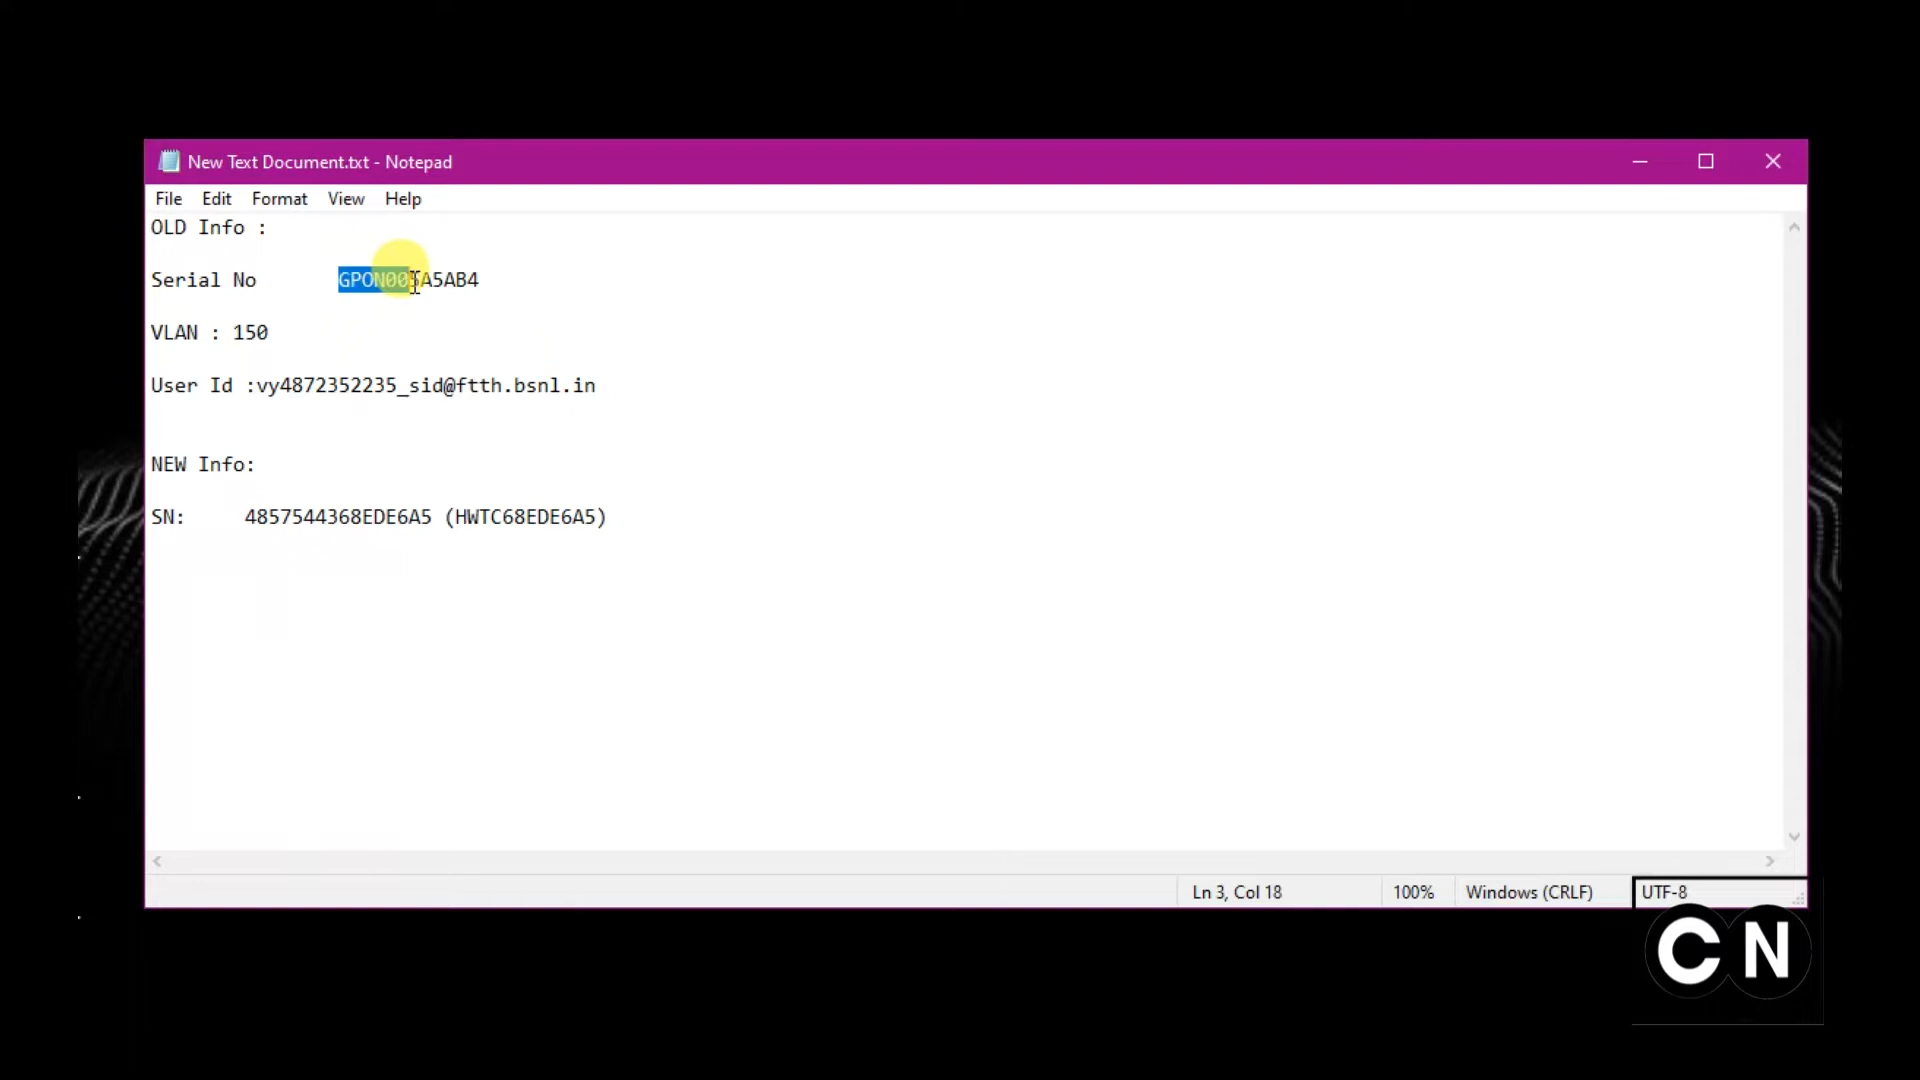 New Text Document.txt - Notepad
File Edit Format View Help
OLD Info :
Serial No GPON005A5AB4
VLAN : 150
User Id :vy4872352235_sid@ftth.bsnl.in
NEW Info:
SN: 4857544368EDE6A5 (HWTC68EDE6A5)
Ln 3, Col 18 100% Windows (CRLF) UTF-8
CN